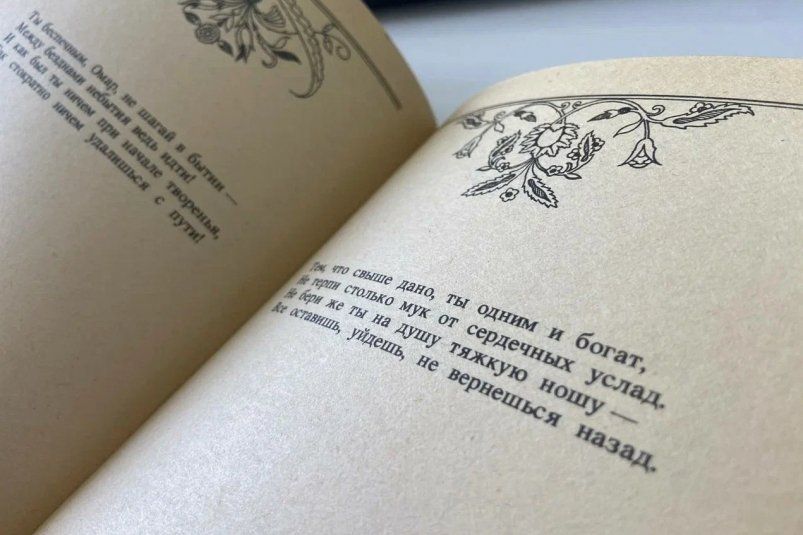 Ты беспечным, Омар, не шагай в бытии —
Между безднами небытия ведь идти!
И как был ты ничем при начале творенья,
Так стократно ничем удалишься с пути!
Тем, что свыше дано, ты одним и богат,
Не терпи столько мук от сердечных услад.
Не бери же ты на душу тяжкую ношу —
Все оставишь, уйдешь, не вернешься назад.